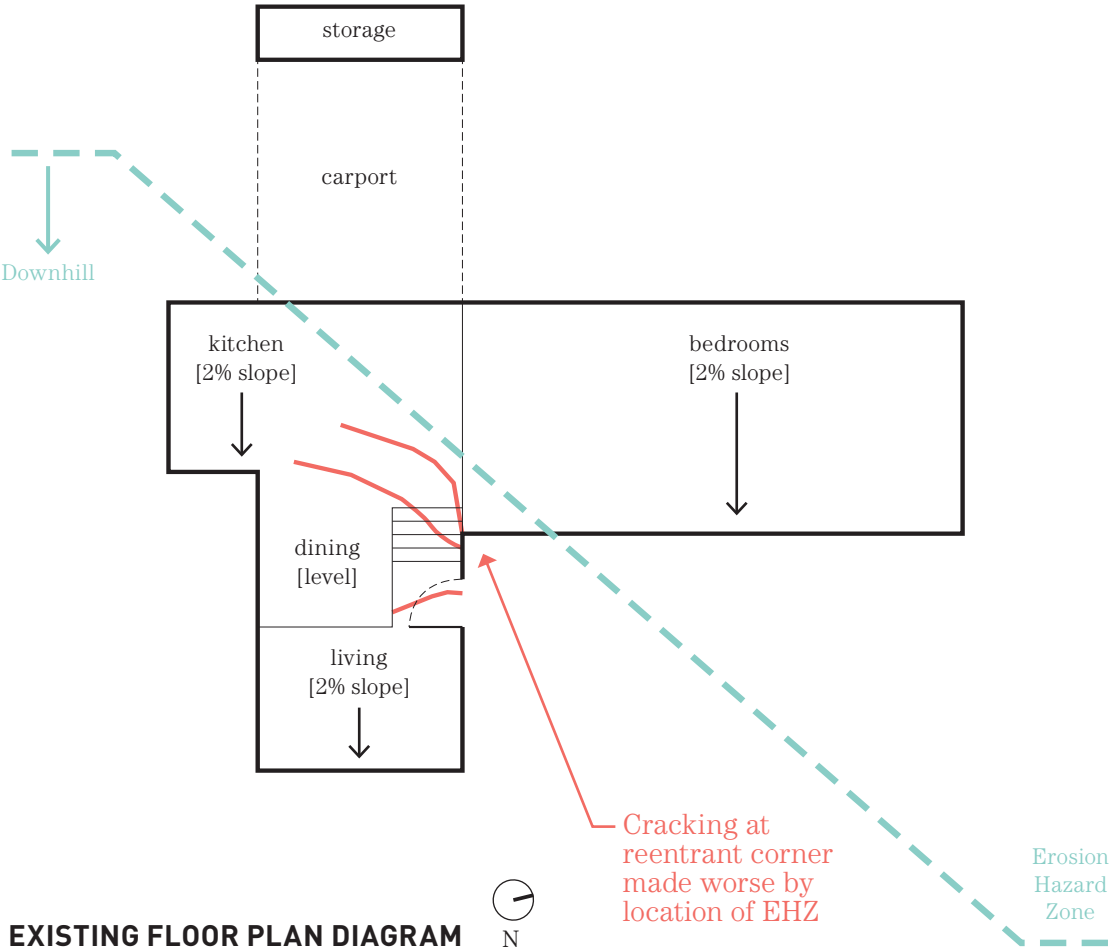 storage
carport
Downhill
kitchen
[2% slope]
bedrooms
[2% slope]
dining
[level]
living
[2% slope]
Cracking at
reentrant corner
made worse by
location of EHZ
Erosion
Hazard
Zone
EXISTING FLOOR PLAN DIAGRAM
N